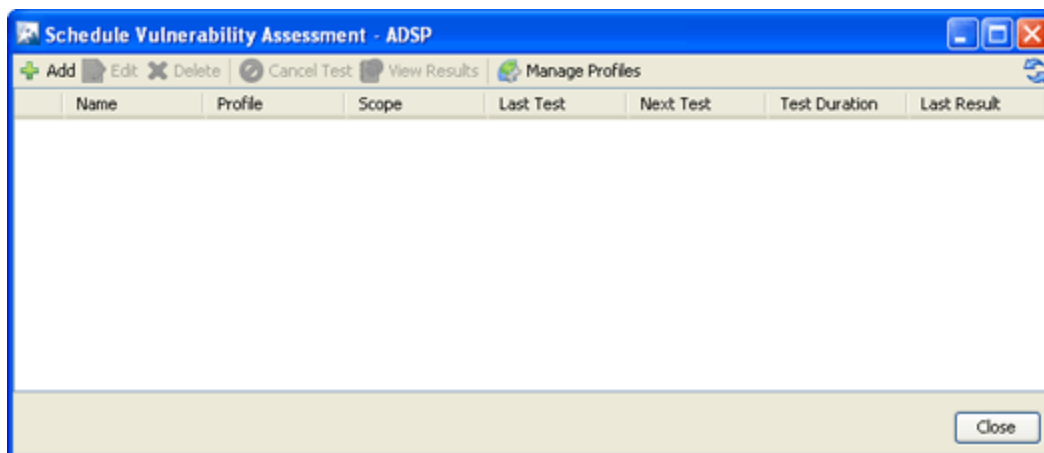 Schedule Vulnerability Assessment - ADSP
Add Edit Delete Cancel Test View Results Manage Profiles
Name Profile Scope Last Test Next Test Test Duration Last Result
Close